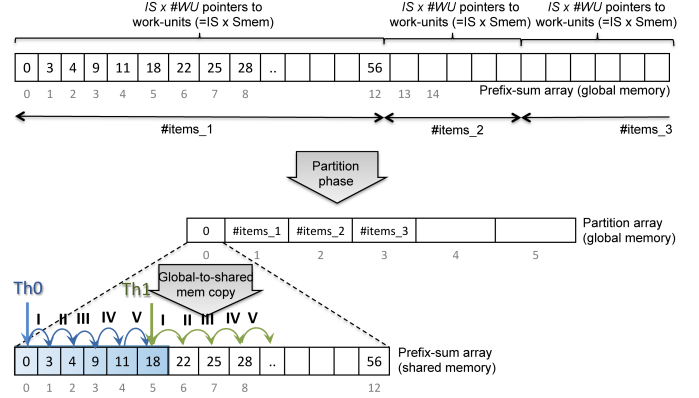 IS x #WU pointers to
work-units (=IS x Smem)
IS x #WU pointers to
work-units (=IS x Smem)
IS x #WU pointers to
work-units (=IS x Smem)
0 3 4 9 11 18 22 25 28 .. 56
0 1 2 3 4 5 6 7 8 12 13 14
Prefix-sum array (global memory)
#items_1
#items_2
#items_3
Partition
phase
0 #items_1 #items_2 #items_3
0 1 2 3 4 5
Partition array
(global memory)
Global-to-shared
mem copy
Th0
Th1
I II III IV V I II III IV V
0 3 4 9 11 18 22 25 28 .. 56
0 1 2 3 4 5 6 7 8 12
Prefix-sum array
(shared memory)